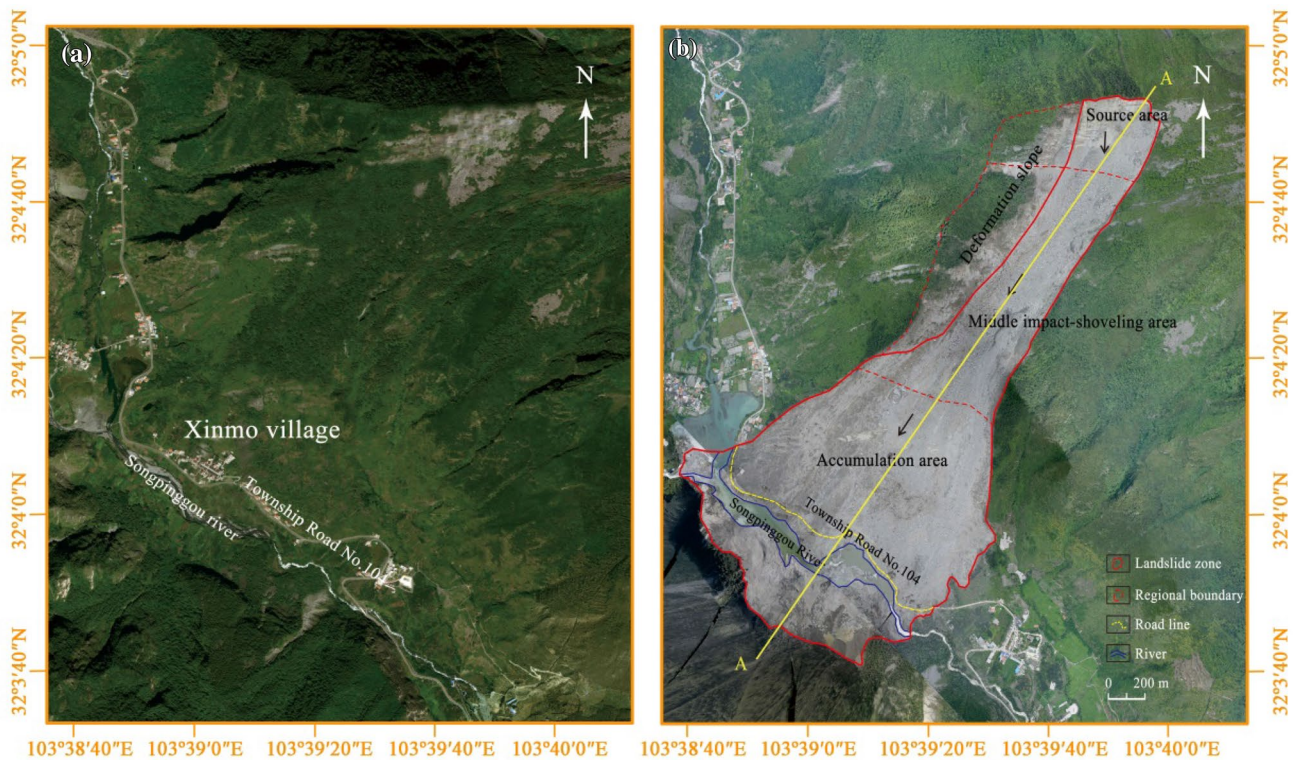 (a)
N
Xinmo village
Songpinggou river
Township Road No.104
32°5′0″N
32°4′40″N
32°4′20″N
32°4′0″N
32°3′40″N
103°38′40″E
103°39′0″E
103°39′20″E
103°39′40″E
103°40′0″E
(b)
A
N
Source area
Deformation slope
Middle impact-shoveling area
Accumulation area
Township Road No.104
Songpinggou River
A
Landslide zone
Regional boundary
Road line
River
0 200 m
32°5′0″N
32°4′40″N
32°4′20″N
32°4′0″N
32°3′40″N
103°38′40″E
103°39′0″E
103°39′20″E
103°39′40″E
103°40′0″E